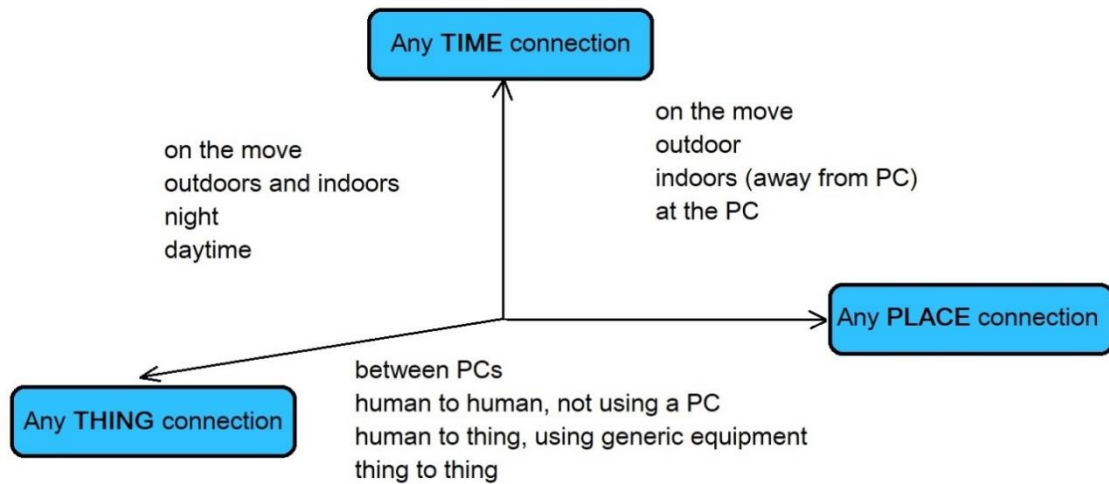 Any TIME connection
on the move
outdoors and indoors
night
daytime
on the move
outdoor
indoors (away from PC)
at the PC
Any PLACE connection
Any THING connection
between PCs
human to human, not using a PC
human to thing, using generic equipment
thing to thing